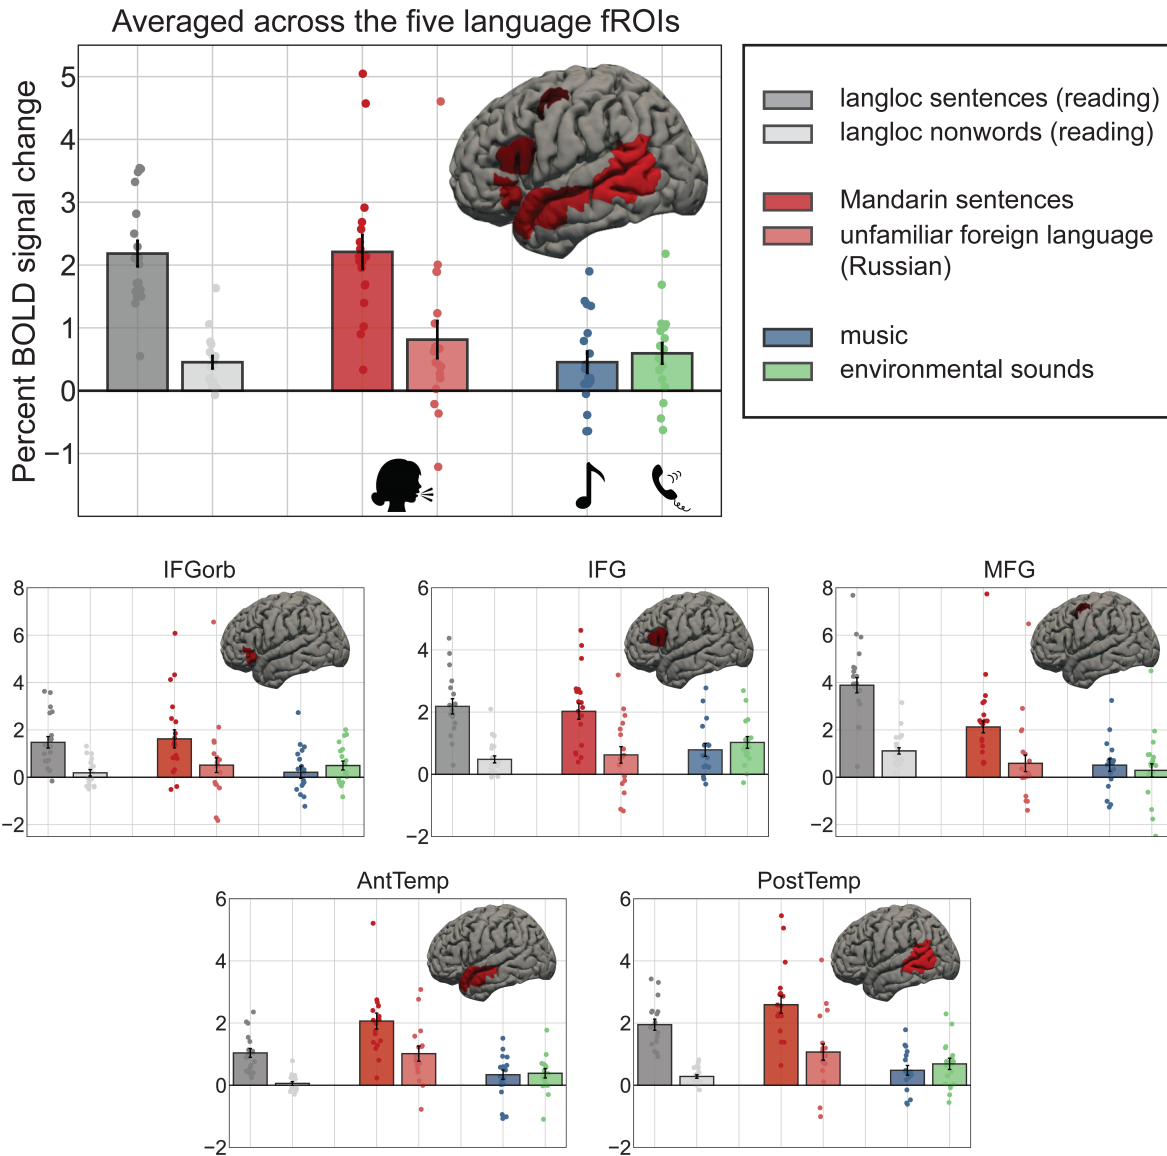 Averaged across the five language fROIs
Percent BOLD signal change
5
4
3
2
1
0
−1
langloc sentences (reading)
langloc nonwords (reading)
Mandarin sentences
unfamiliar foreign language
(Russian)
music
environmental sounds
IFGorb
8
6
4
2
0
−2
IFG
6
4
2
0
−2
MFG
8
6
4
2
0
−2
AntTemp
6
4
2
0
−2
PostTemp
6
4
2
0
−2